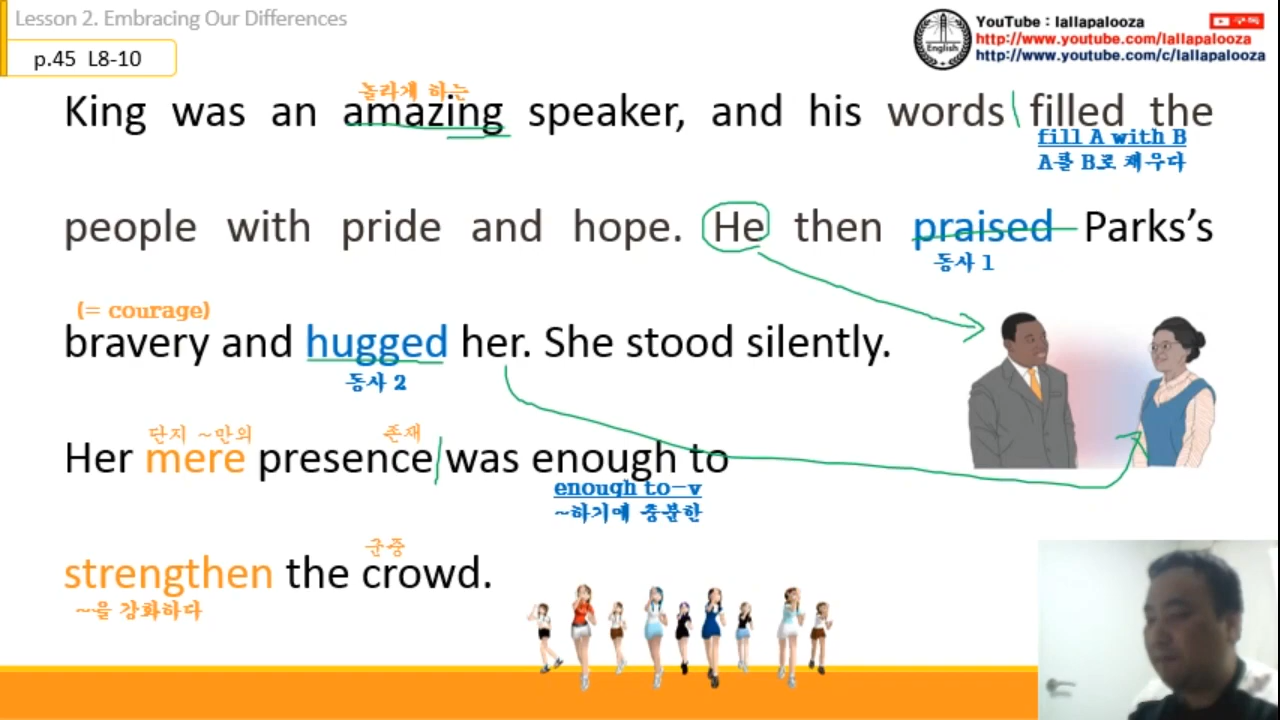 Lesson 2. Embracing Our Differences
p.45 L8-10
English
YouTube : lallapalooza
구독
http://www.youtube.com/lallapalooza
http://www.youtube.com/c/lallapalooza
놀라게 하는
King was an amazing speaker, and his words filled the
fill A with B
A를 B로 채우다
people with pride and hope. He then praised Parks’s
동사 1
(= courage)
bravery and hugged her. She stood silently.
동사 2
단지 ~만의 존재
Her mere presence was enough to
enough to-v
~하기에 충분한
군중
strengthen the crowd.
~을 강화하다